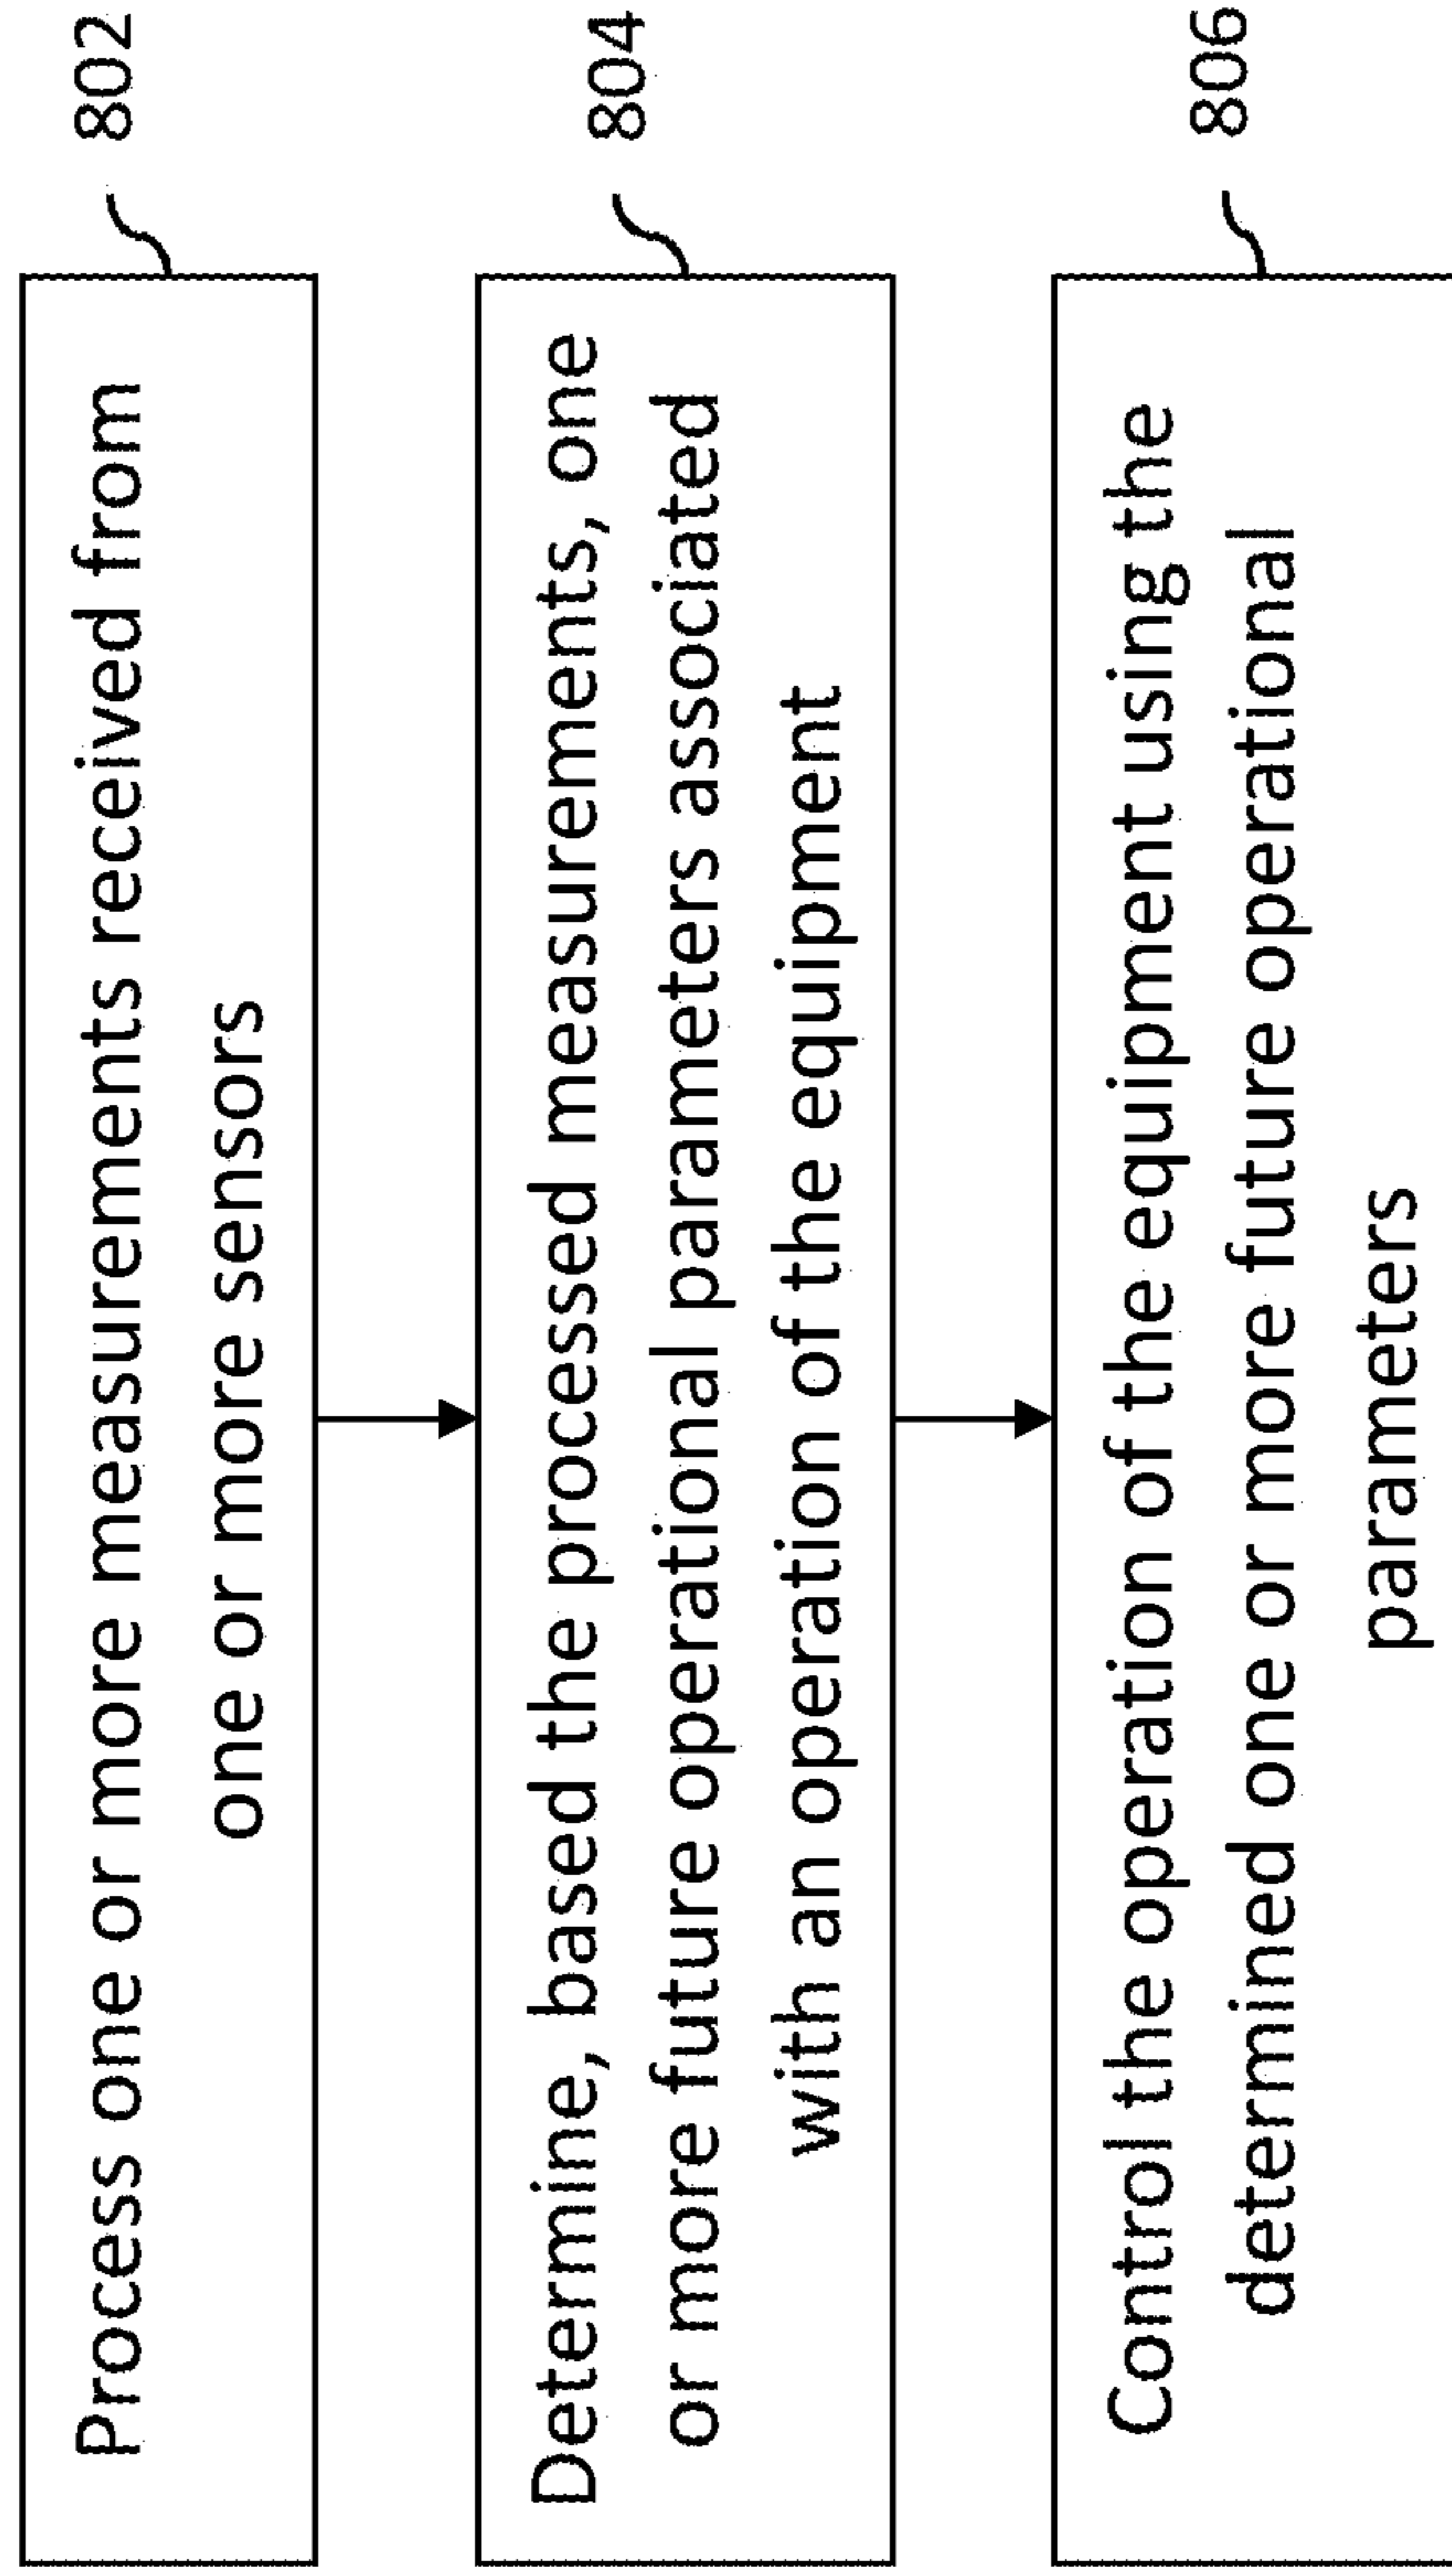 Process one or more measurements received from
one or more sensors
802
Determine, based the processed measurements, one
or more future operational parameters associated
with an operation of the equipment
804
Control the operation of the equipment using the
determined one or more future operational
parameters
806